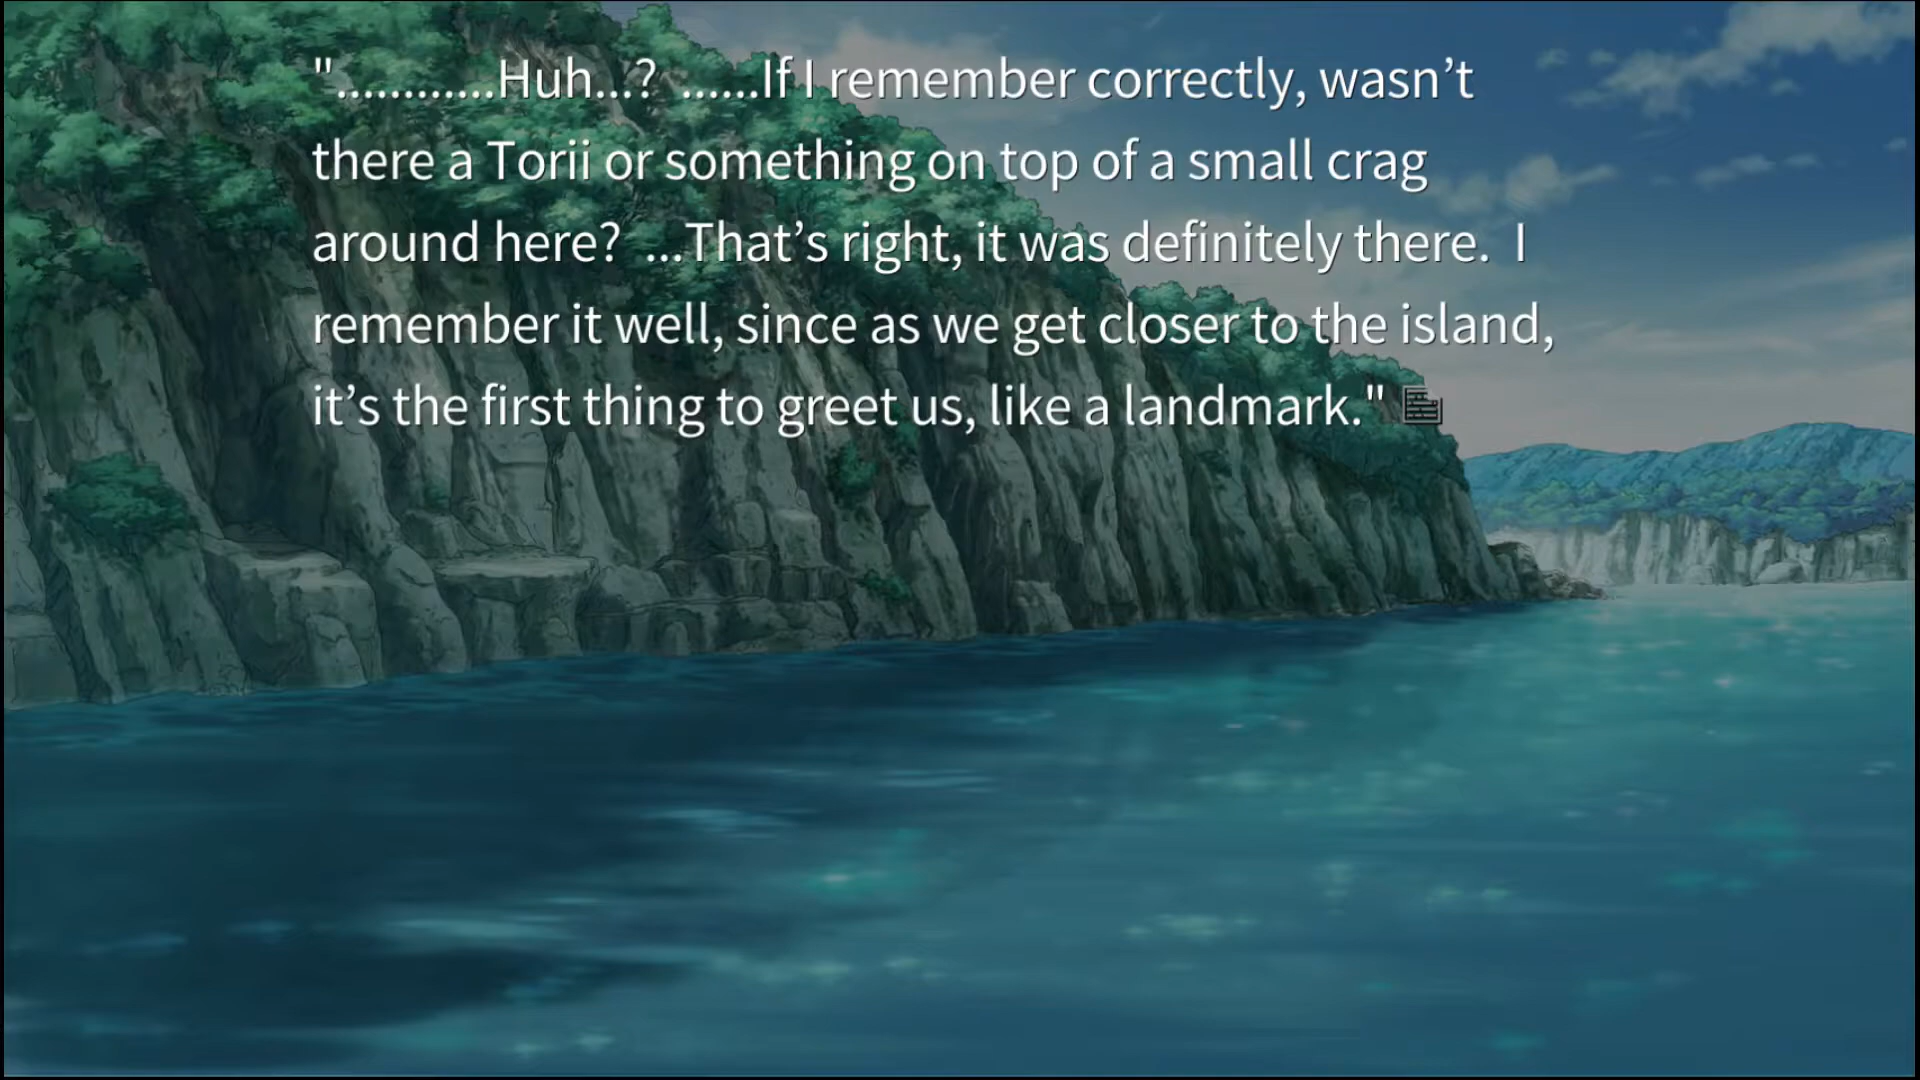 "............Huh...?  ......If I remember correctly, wasn’t
there a Torii or something on top of a small crag
around here?  ...That’s right, it was definitely there.  I
remember it well, since as we get closer to the island,
it’s the first thing to greet us, like a landmark."